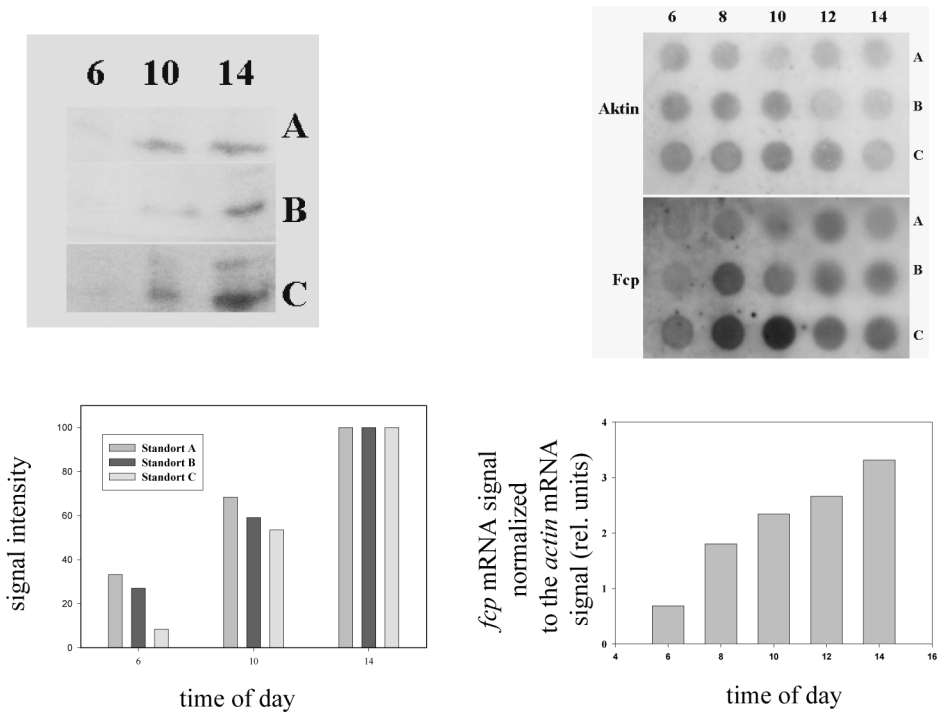 6 10 14
A
B
C
6 8 10 12 14
Aktin
A
B
C
Fcp
A
B
C
signal intensity
100
80
60
40
20
0
Standort A
Standort B
Standort C
6 10 14
time of day
fcp mRNA signal
normalized
to the actin mRNA
signal (rel. units)
4
3
2
1
0
4 6 8 10 12 14 16
time of day